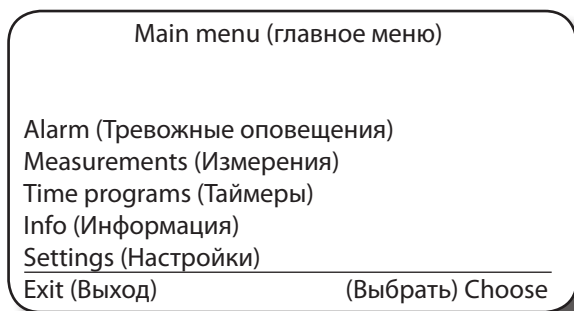 Main menu (главное меню)
Alarm (Тревожные оповещения)
Measurements (Измерения)
Time programs (Таймеры)
Info (Информация)
Settings (Настройки)
Exit (Выход) (Выбрать) Choose